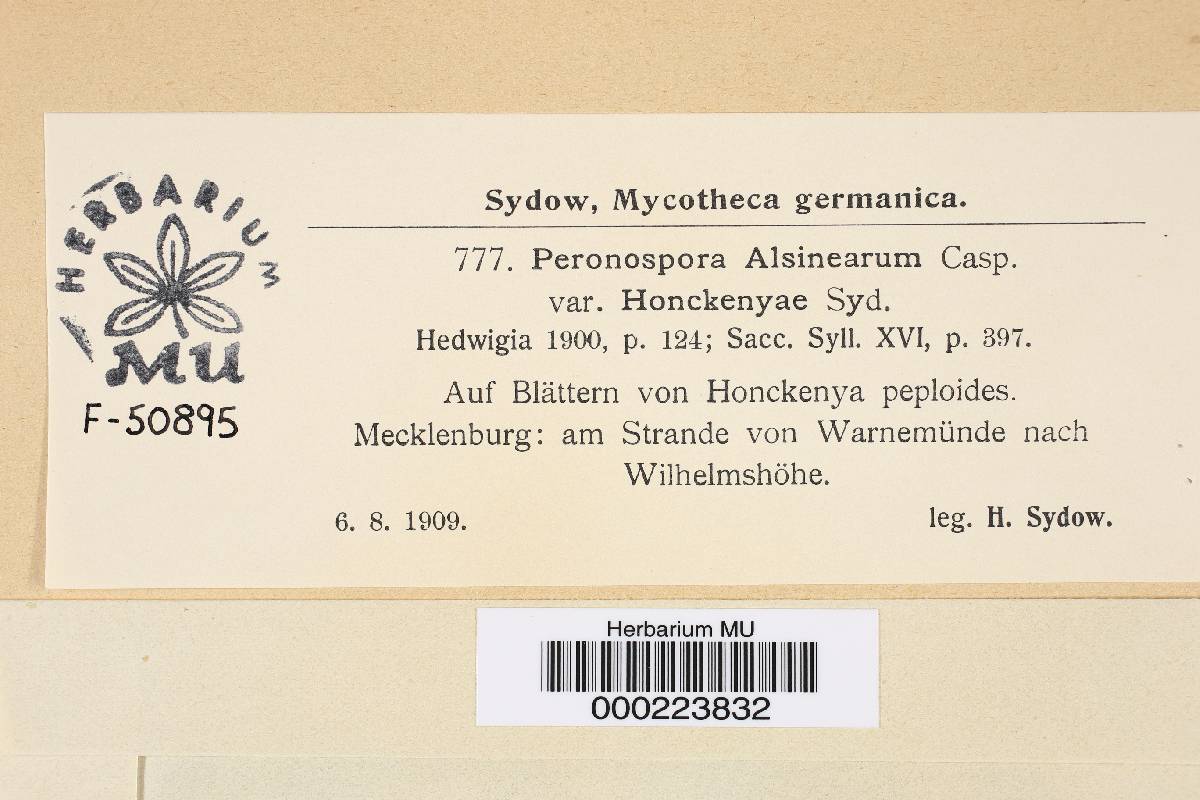 HERBARIUM
MU
F-50895
Sydow, Mycotheca germanica.
777. Peronospora Alsinearum Casp.
var. Honckenyae Syd.
Hedwigia 1900, p. 124; Sacc. Syll. XVI, p. 397.
Auf Blättern von Honckenya peploides.
Mecklenburg: am Strande von Warnemünde nach
Wilhelmshöhe.
6. 8. 1909.
leg. H. Sydow.
Herbarium MU
000223832